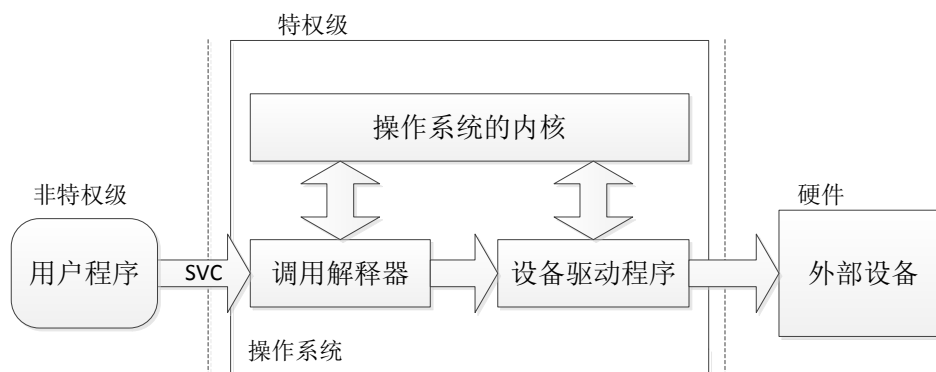 特权级
操作系统的内核
非特权级
硬件
用户程序
SVC
调用解释器
设备驱动程序
外部设备
操作系统